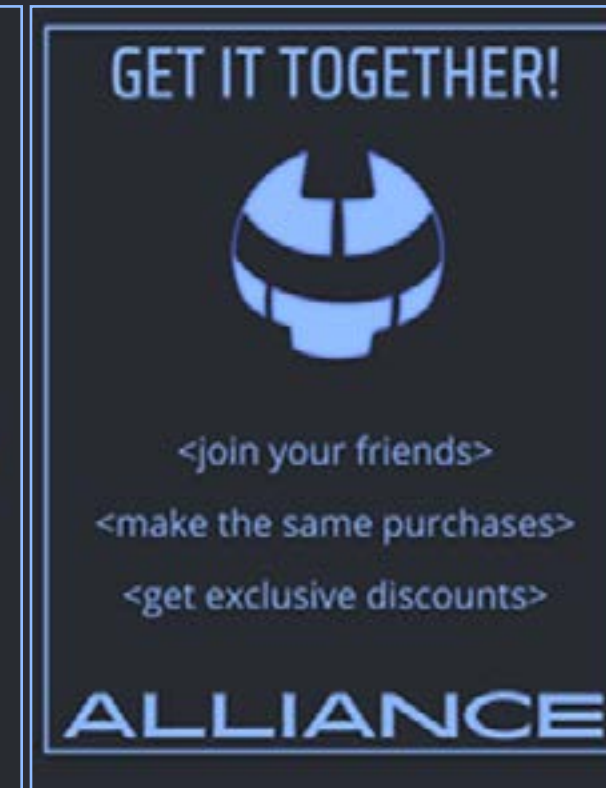 GET IT TOGETHER!
<join your friends>
<make the same purchases>
<get exclusive discounts>
ALLIANCE